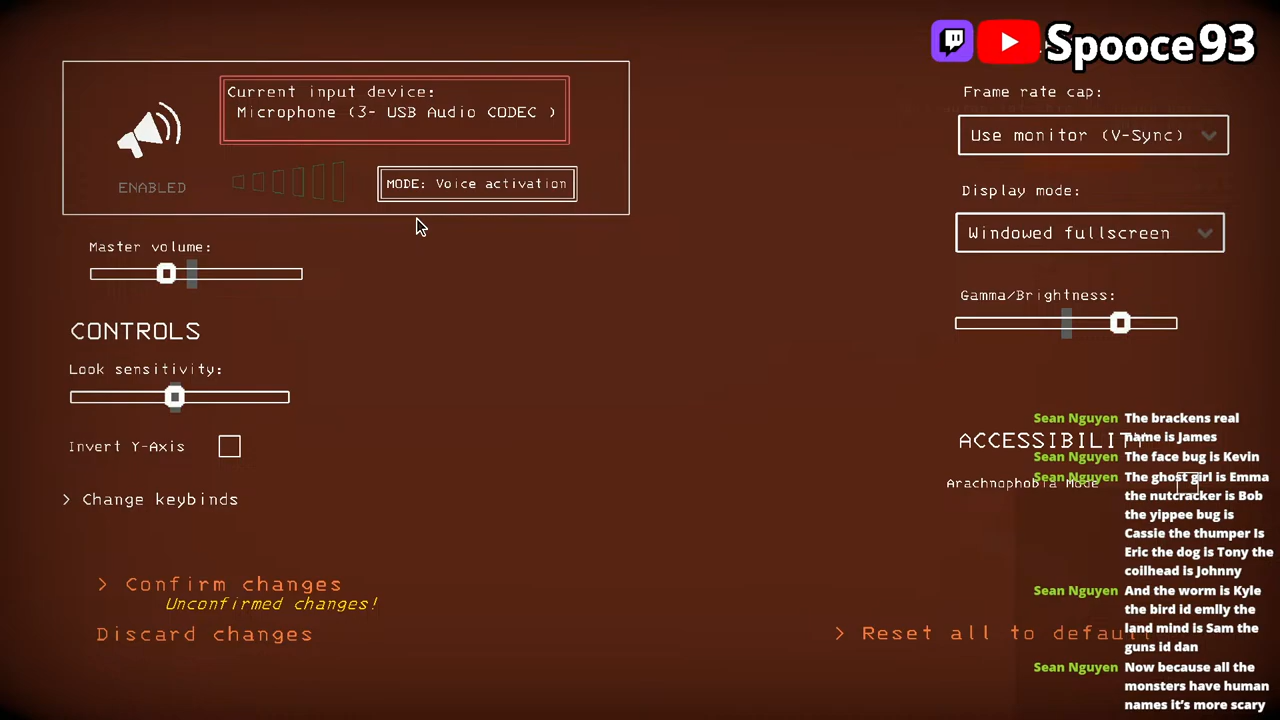 Spooce93
Current input device:
Microphone (3- USB Audio CODEC )
ENABLED
MODE: Voice activation
Master volume:
CONTROLS
Look sensitivity:
Invert Y-Axis
> Change keybinds
> Confirm changes
Unconfirmed changes!
Discard changes
Frame rate cap:
Use monitor (V-Sync)
Display mode:
Windowed fullscreen
Gamma/Brightness:
ACCESSIBILITY
Arachnophobia Mode
> Reset all to default
Sean Nguyen The brackens real
name is James
Sean Nguyen The face bug is Kevin
Sean Nguyen The ghost girl is Emma
the nutcracker is Bob
the yippee bug is
Cassie the thumper is
Eric the dog is Tony the
coilhead is Johnny
Sean Nguyen And the worm is Kyle
the bird id emlly the
land mind is Sam the
guns id dan
Sean Nguyen Now because all the
monsters have human
names it's more scary